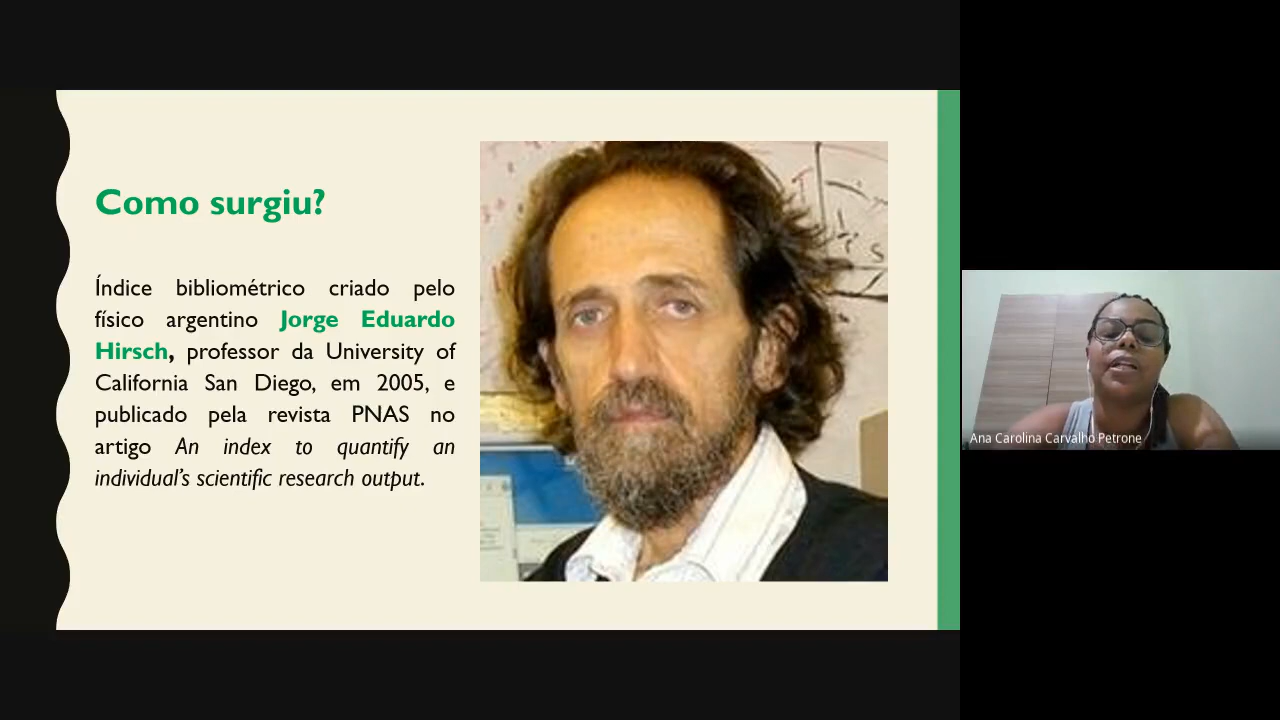 Como surgiu?
Índice bibliométrico criado pelo
físico argentino Jorge Eduardo
Hirsch, professor da University of
California San Diego, em 2005, e
publicado pela revista PNAS no
artigo An index to quantify an
individual’s scientific research output.
Ana Carolina Carvalho Petrone